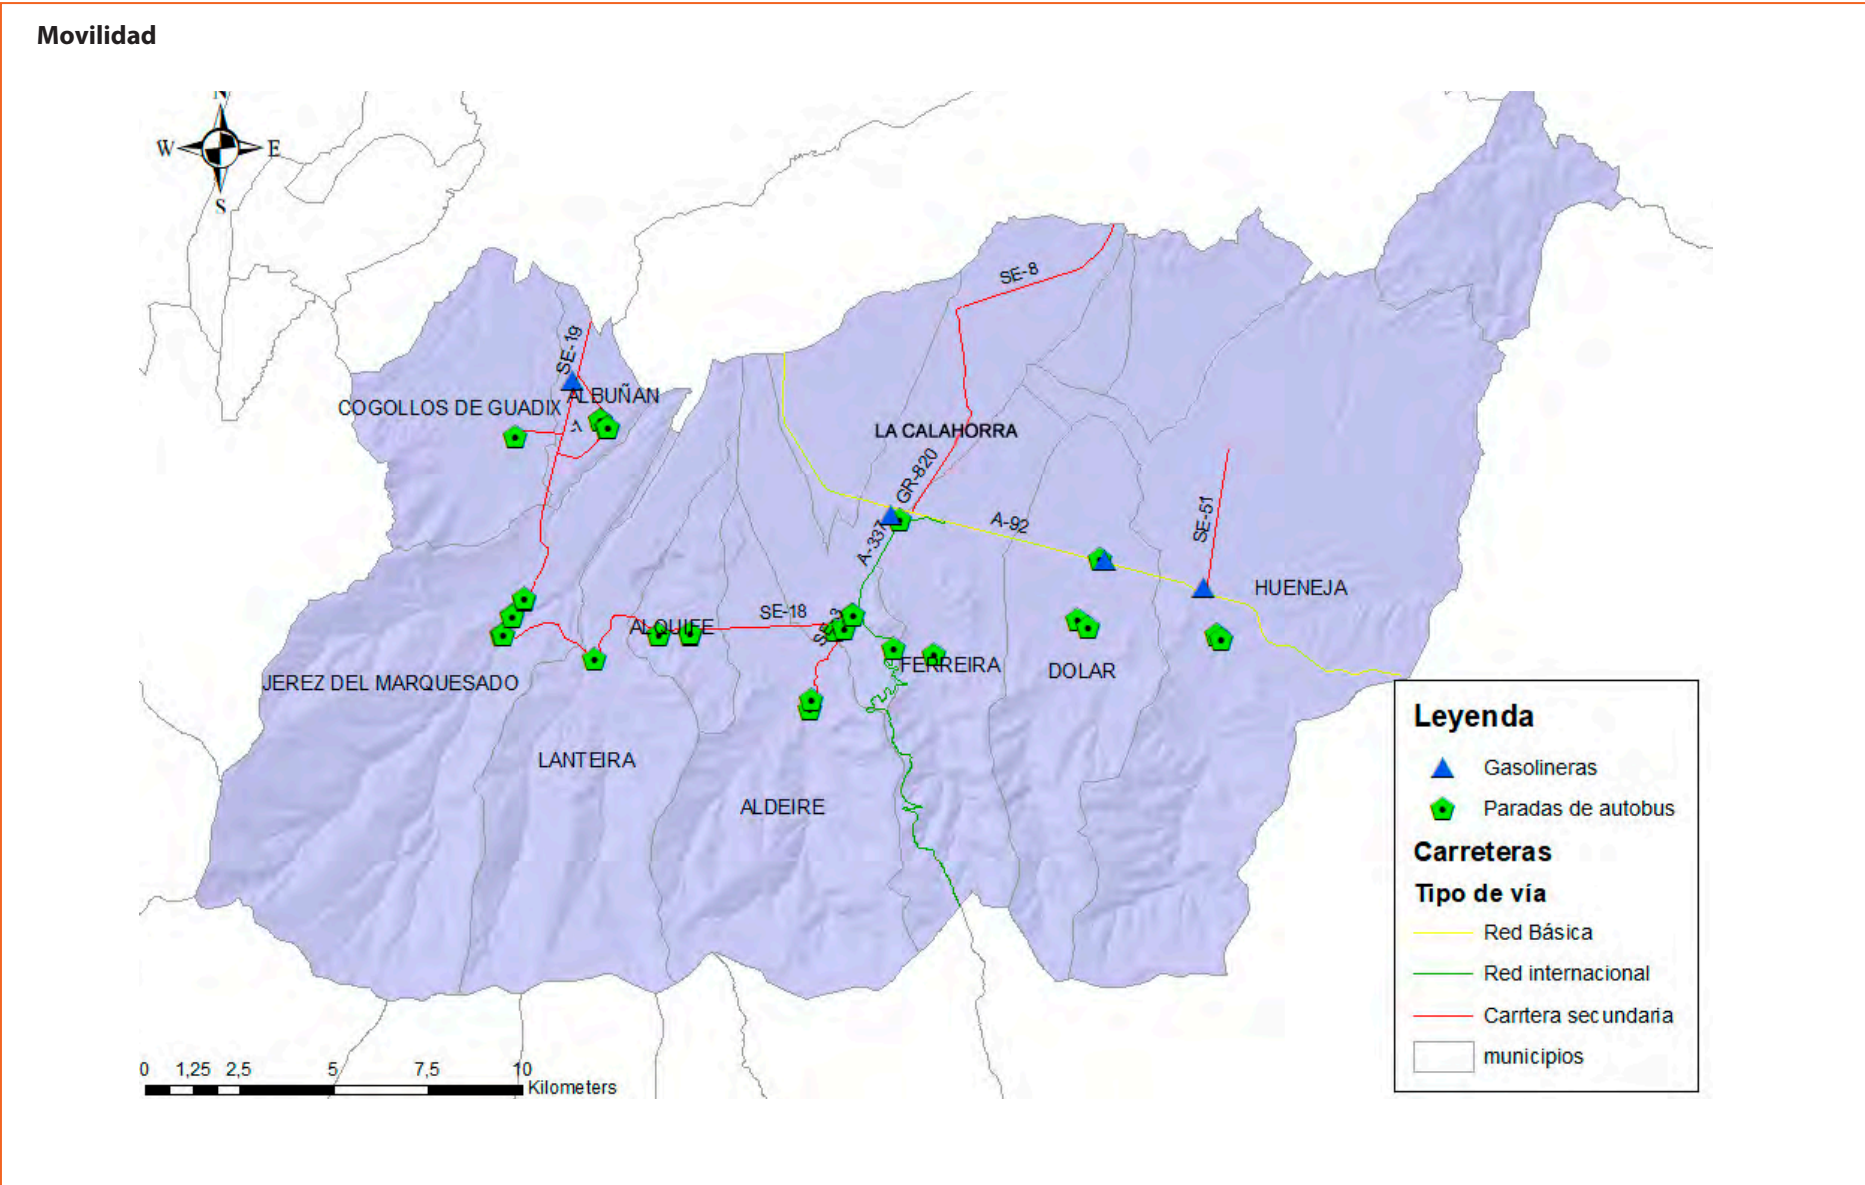 Movilidad
N
W E
S
SE-8
SE-19
ALBUÑAN
COGOLLOS DE GUADIX
-7
LA CALAHORRA
GR-820
A-92
SE-51
A-337
HUENEJA
SE-18
ALQUIFE
FERREIRA
DOLAR
JEREZ DEL MARQUESADO
LANTEIRA
ALDEIRE
Leyenda
Gasolineras
Paradas de autobus
Carreteras
Tipo de vía
Red Básica
Red internacional
Carrtera secundaria
municipios
0 1,25 2,5 5 7,5 10
Kilometers